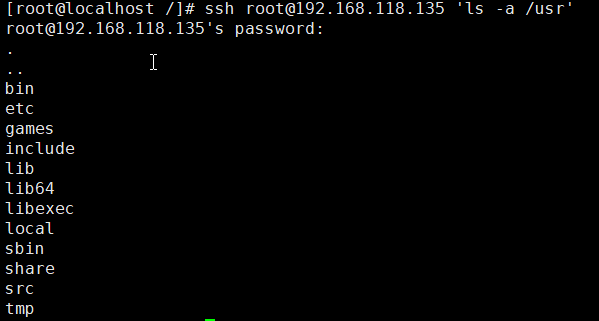 [root@localhost /]# ssh root@192.168.118.135 'ls -a /usr'
root@192.168.118.135's password:
.
..
bin
etc
games
include
lib
lib64
libexec
local
sbin
share
src
tmp